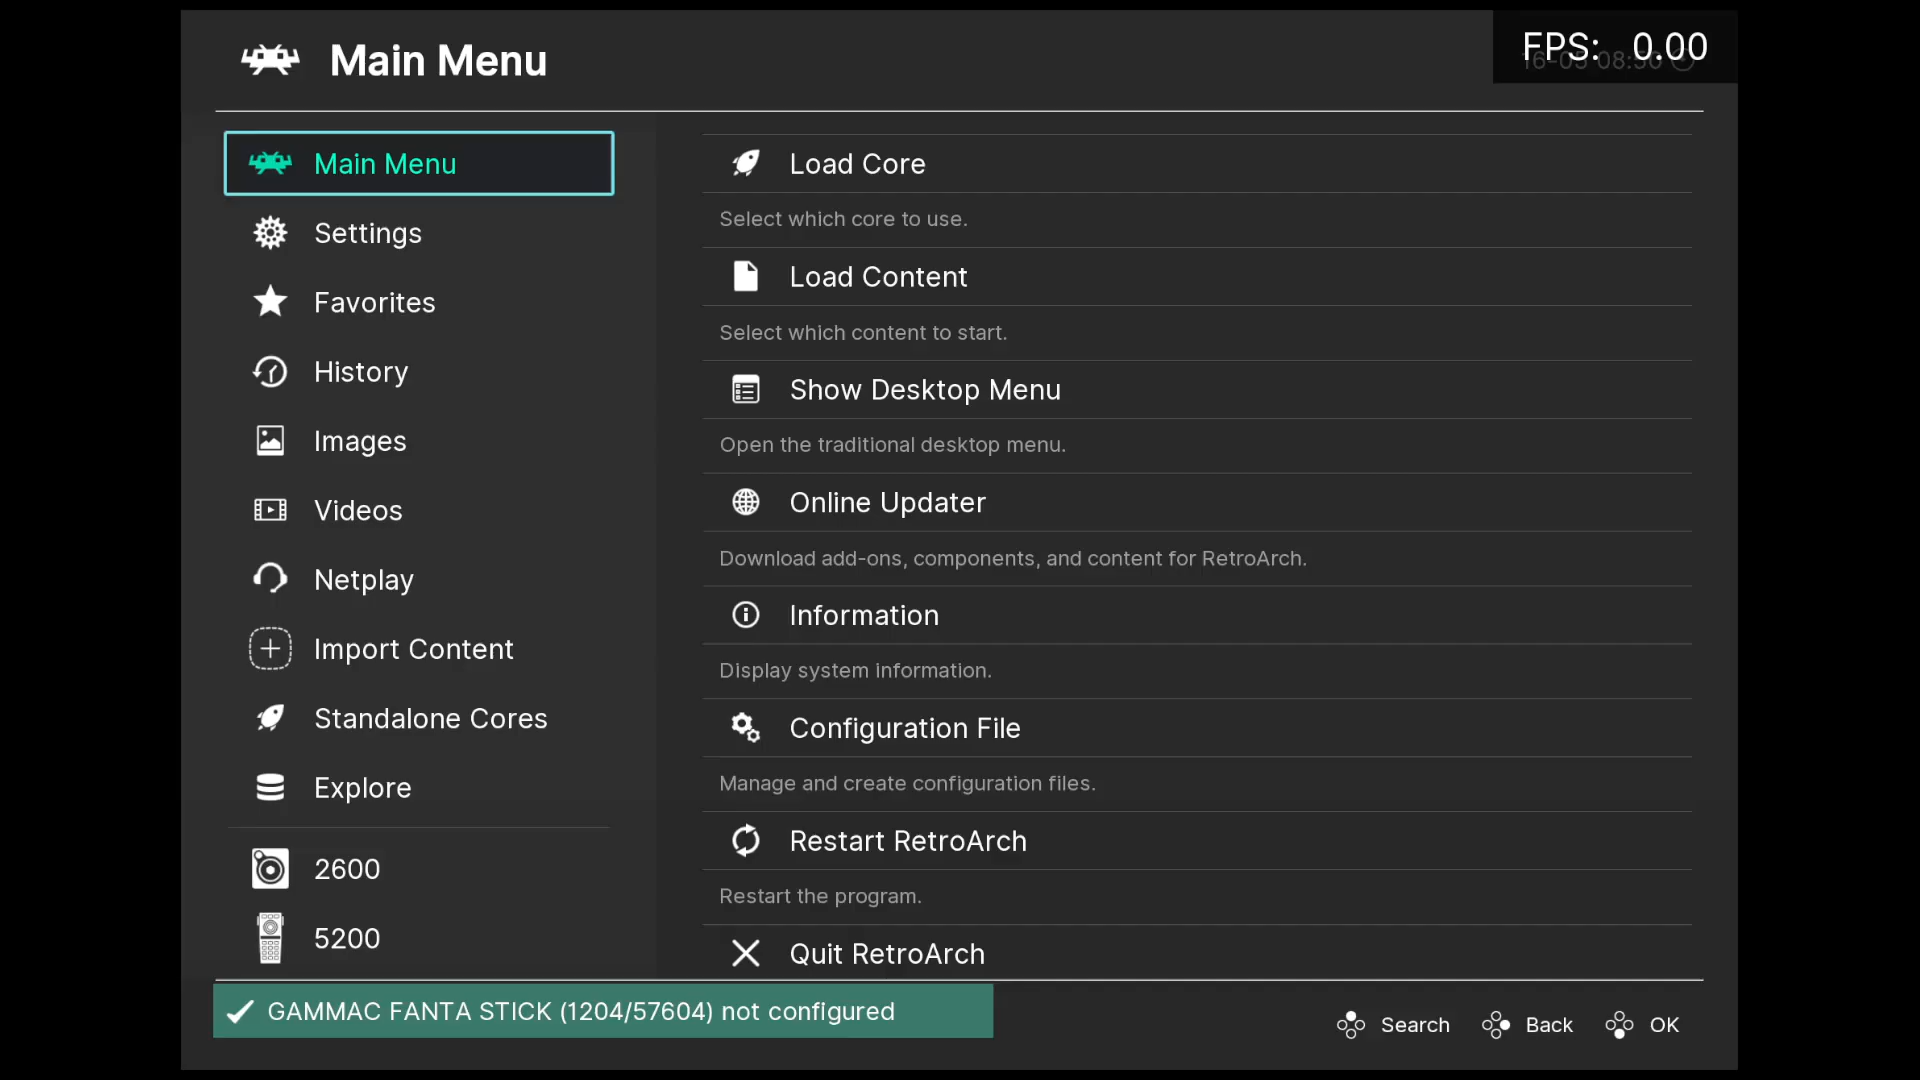 Main Menu
FPS: 0.00
Main Menu
Settings
Favorites
History
Images
Videos
Netplay
Import Content
Standalone Cores
Explore
2600
5200
Load Core
Select which core to use.
Load Content
Select which content to start.
Show Desktop Menu
Open the traditional desktop menu.
Online Updater
Download add-ons, components, and content for RetroArch.
Information
Display system information.
Configuration File
Manage and create configuration files.
Restart RetroArch
Restart the program.
Quit RetroArch
GAMMAC FANTA STICK (1204/57604) not configured
Search
Back
OK